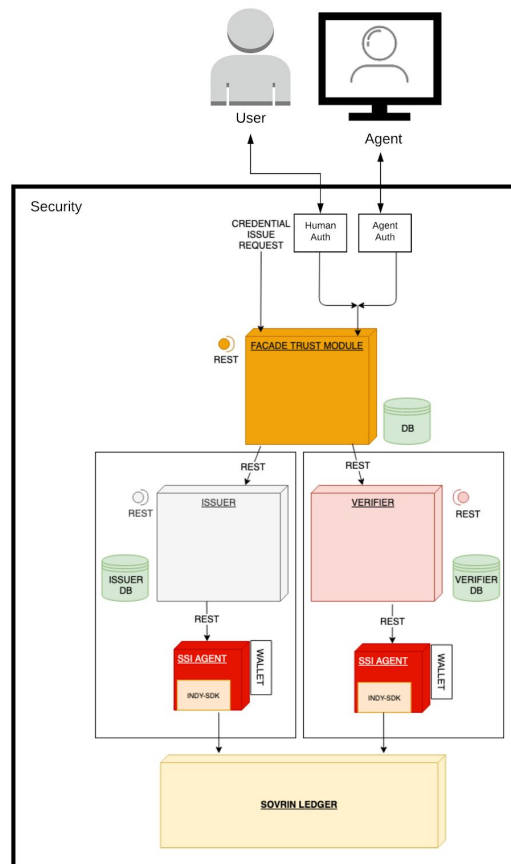 User
Agent
Security
CREDENTIAL
ISSUE
REQUEST
Human
Auth
Agent
Auth
FACADE TRUST MODULE
REST
DB
REST
REST
ISSUER
VERIFIER
REST
REST
ISSUER
DB
VERIFIER
DB
REST
REST
SSI AGENT
WALLET
INDY-SDK
SSI AGENT
WALLET
INDY-SDK
SOVRIN LEDGER